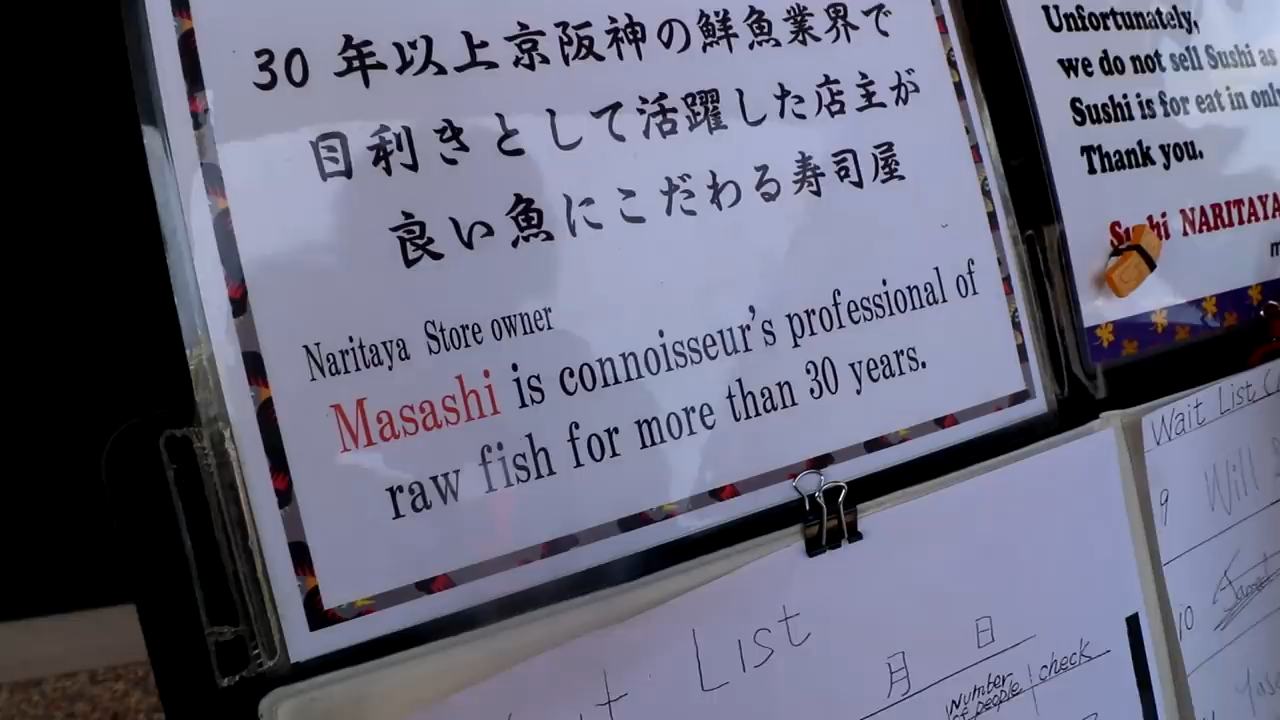 30年以上京阪神の鮮魚業界で
目利きとして活躍した店主が
良い魚にこだわる寿司屋
Naritaya Store owner
Masashi is connoisseur's professional of
raw fish for more than 30 years.
Unfortunately,
we do not sell Sushi as
Sushi is for eat in only
Thank you.
Sushi NARITAYA
List
月 日
Number of people
check
Wait List
9 Will
10